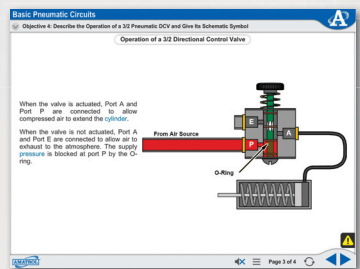 Basic Pneumatic Circuits
Objective 4: Describe the Operation of a 3/2 Pneumatic DCV and Give Its Schematic Symbol
Operation of a 3/2 Directional Control Valve
When the valve is actuated, Port A and
Port P are connected to allow
compressed air to extend the cylinder.
When the valve is not actuated, Port A
and Port E are connected to allow air to
exhaust to the atmosphere. The supply
pressure is blocked at port P by the O-
ring.
From Air Source
E
A
P
O-Ring
AMATROL
Page 3 of 4